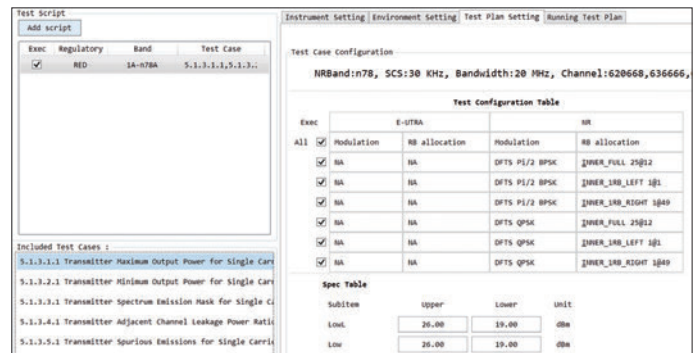 Test Script
Add script
Exec Regulatory Band Test Case
RED 1A-n78A 5.1.3.1.1,5.1.3..
Included Test Cases :
5.1.3.1.1 Transmitter Maximum Output Power for Single Carr
5.1.3.2.1 Transmitter Minimum Output Power for Single Carr
5.1.3.3.1 Transmitter Spectrum Emission Mask for Single Ca
5.1.3.4.1 Transmitter Adjacent Channel Leakage Power Ratio
5.1.3.5.1 Transmitter Spurious Emissions for Single Carrie
Instrument Setting Environment Setting Test Plan Setting Running Test Plan
Test Case Configuration
NRBand:n78, SCS:30 KHz, Bandwidth:20 MHz, Channel:620668,636666,
Test Configuration Table
Exec E-UTRA NR
All Modulation RB allocation Modulation RB allocation
NA NA DFTS Pi/2 BPSK INNER_FULL 25@12
NA NA DFTS Pi/2 BPSK INNER_1RB_LEFT 1@1
NA NA DFTS Pi/2 BPSK INNER_1RB_RIGHT 1@49
NA NA DFTS QPSK INNER_FULL 25@12
NA NA DFTS QPSK INNER_1RB_LEFT 1@1
NA NA DFTS QPSK INNER_1RB_RIGHT 1@49
Spec Table
Subitem Upper Lower Unit
LowL 26.00 19.00 dBm
Low 26.00 19.00 dBm